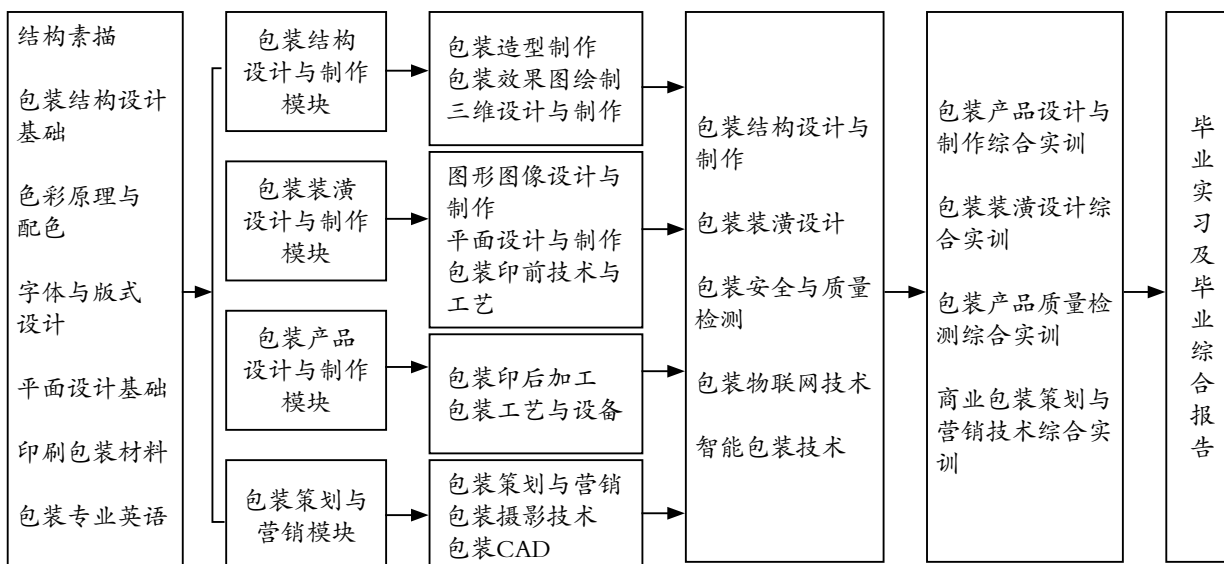 结构素描
包装结构设计
基础
色彩原理与
配色
字体与版式
设计
平面设计基础
印刷包装材料
包装专业英语
包装结构
设计与制作
模块
包装装潢
设计与制作
模块
包装产品
设计与制作
模块
包装策划与
营销模块
包装造型制作
包装效果图绘制
三维设计与制作
图形图像设计与
制作
平面设计与制作
包装印前技术与
工艺
包装印后加工
包装工艺与设备
包装策划与营销
包装摄影技术
包装CAD
包装结构设计与
制作
包装装潢设计
包装安全与质量
检测
包装物联网技术
智能包装技术
包装产品设计与
制作综合实训
包装装潢设计综
合实训
包装产品质量检
测综合实训
商业包装策划与
营销技术综合实
训
毕业实习及毕业综合报告